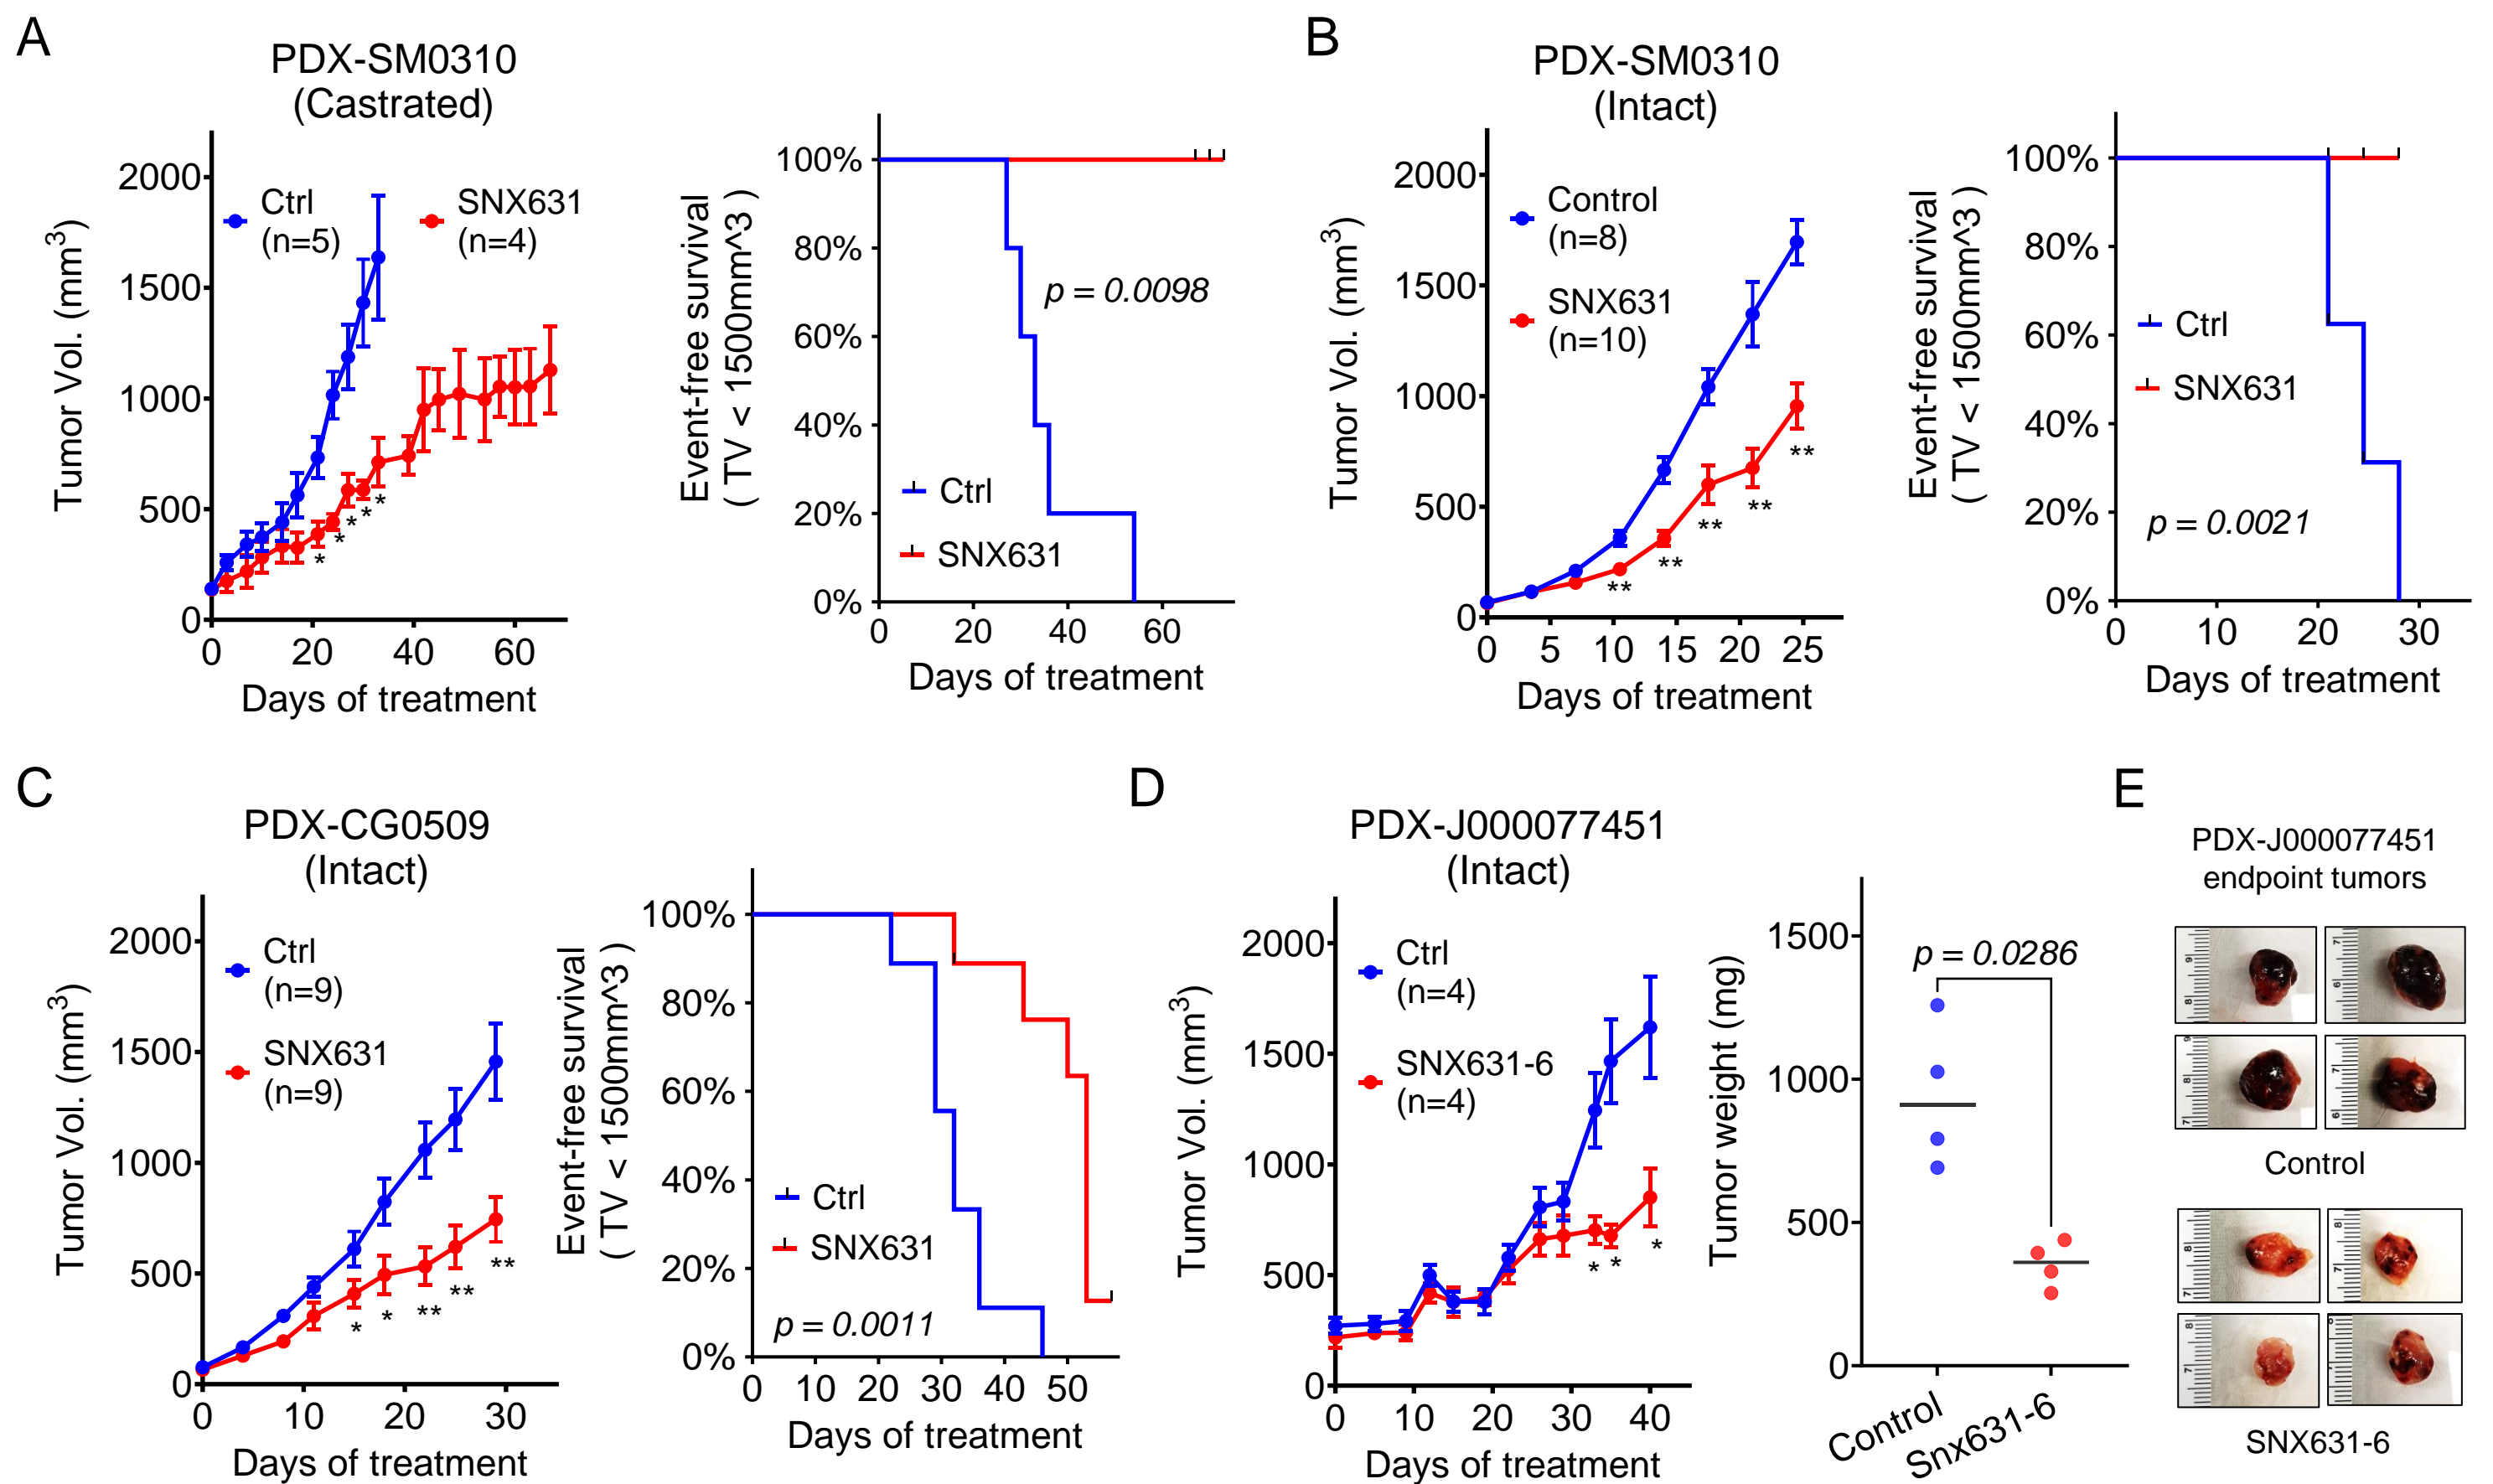 A
PDX-SM0310
(Castrated)
Tumor Vol. (mm3)
2000
1500
1000
500
0
Ctrl
(n=5)
SNX631
(n=4)
*
*
*
*
*
0 20 40 60
Days of treatment
Event-free survival
( TV < 1500mm^3 )
100%
80%
60%
40%
20%
0%
p = 0.0098
Ctrl
SNX631
0 20 40 60
Days of treatment
B
PDX-SM0310
(Intact)
Tumor Vol. (mm3)
2000
1500
1000
500
0
Control
(n=8)
SNX631
(n=10)
**
**
**
**
**
0 5 10 15 20 25
Days of treatment
Event-free survival
( TV < 1500mm^3 )
100%
80%
60%
40%
20%
0%
Ctrl
SNX631
p = 0.0021
0 10 20 30
Days of treatment
C
PDX-CG0509
(Intact)
Tumor Vol. (mm3)
2000
1500
1000
500
0
Ctrl
(n=9)
SNX631
(n=9)
*
*
**
**
**
0 10 20 30
Days of treatment
Event-free survival
( TV < 1500mm^3 )
100%
80%
60%
40%
20%
0%
Ctrl
SNX631
p = 0.0011
0 10 20 30 40 50
Days of treatment
D
PDX-J000077451
(Intact)
Tumor Vol. (mm3)
2000
1500
1000
500
0
Ctrl
(n=4)
SNX631-6
(n=4)
*
*
*
0 10 20 30 40
Days of treatment
Tumor weight (mg)
1500
1000
500
0
p = 0.0286
Control
Snx631-6
E
PDX-J000077451
endpoint tumors
Control
SNX631-6